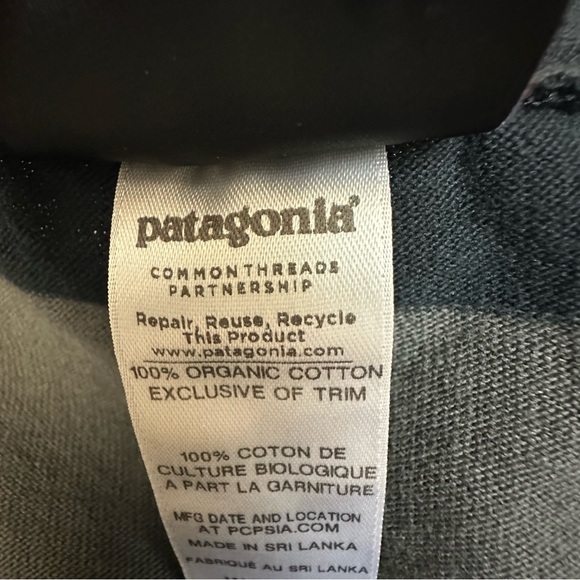 patagonia®
COMMON THREADS
PARTNERSHIP
Repair, Reuse, Recycle
This Product
www.patagonia.com
100% ORGANIC COTTON
EXCLUSIVE OF TRIM
100% COTON DE
CULTURE BIOLOGIQUE
A PART LA GARNITURE
MFG DATE AND LOCATION
AT PCPSIA.COM
MADE IN SRI LANKA
FABRIQUÉ AU SRI LANKA